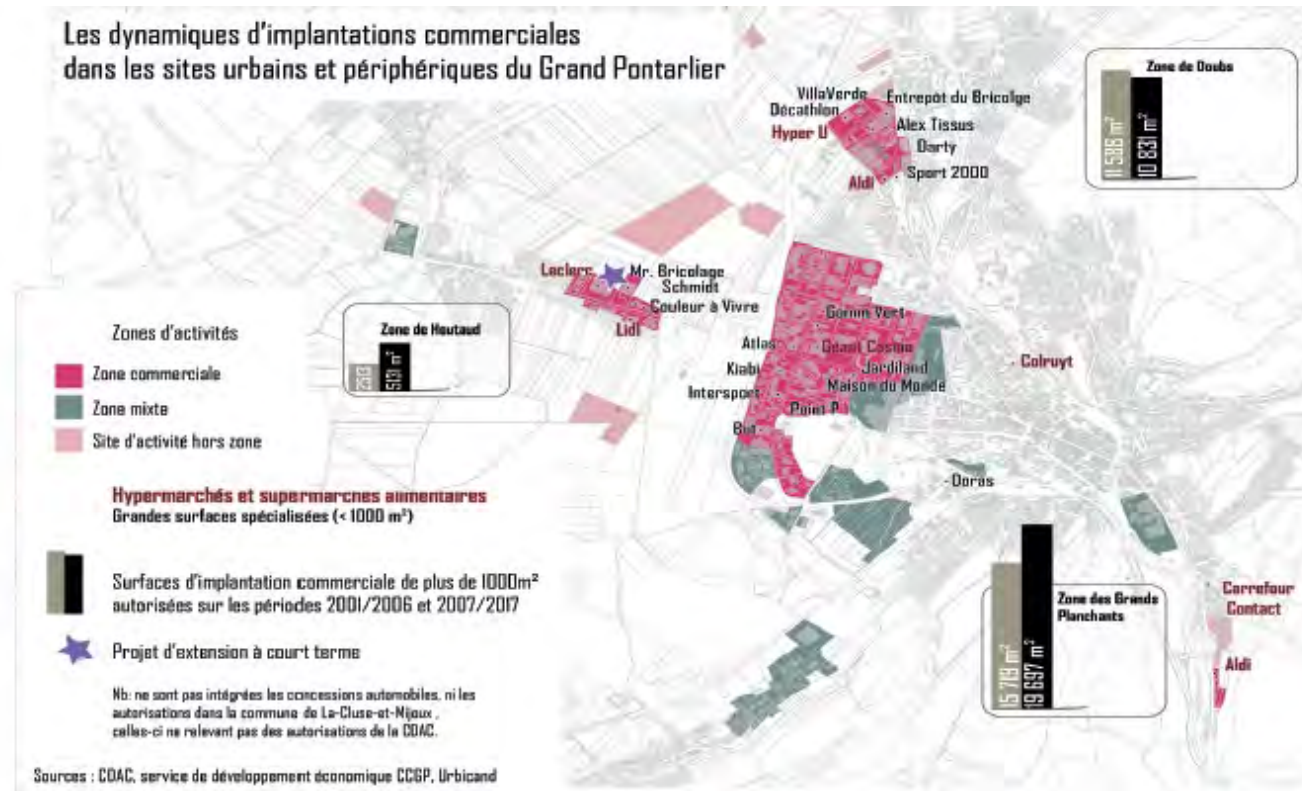 Les dynamiques d'implantations commerciales
dans les sites urbains et périphériques du Grand Pontarlier
Zone de Doubs
11 586 m²
10 831 m²
VillaVerde
Entrepôt du Bricolge
Décathlon
Alex Tissus
Hyper U
Darty
Sport 2000
Aldi
Leclerc
Mr. Bricolage
Schmidt
Couleur à Vivre
Lidl
Zone de Houtaud
2513
5131 m²
Gamm Vert
Atlas
Géant Casino
Colruyt
Kiabi
Jardiland
Intersport
Maison du Monde
Point P
But
Doras
Zones d'activités
Zone commerciale
Zone mixte
Site d'activité hors zone
Hypermarchés et supermarches alimentaires
Grandes surfaces spécialisées (< 1000 m²)
Surfaces d'implantation commerciale de plus de 1000m²
autorisées sur les périodes 2001/2006 et 2007/2017
Projet d'extension à court terme
Nb: ne sont pas intégrées les concessions automobiles, ni les
autorisations dans la commune de La-Cluse-et-Mijoux ,
celles-ci ne relevant pas des autorisations de la CDAC.
Zone des Grands
Planchants
15 719 m²
19 697 m²
Carrefour
Contact
Aldi
Sources : CDAC, service de développement économique CCGP, Urbicand